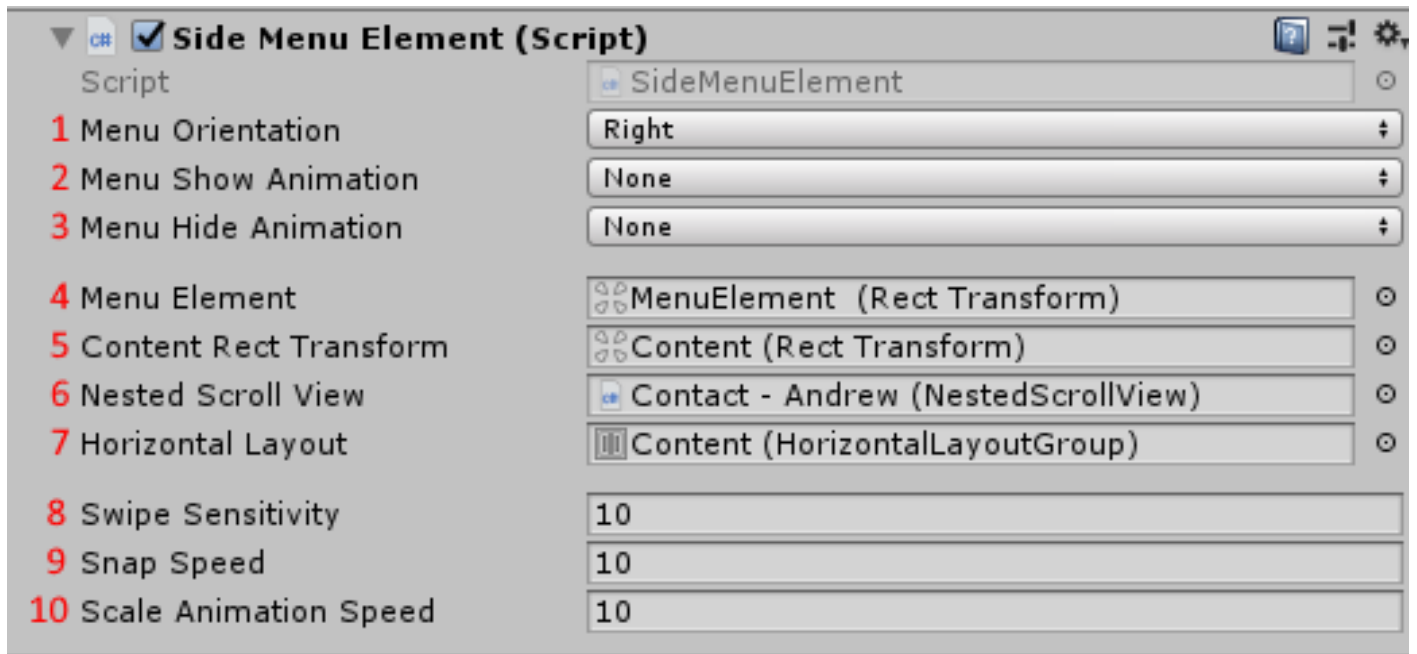 c# Side Menu Element (Script)
Script c# SideMenuElement
1 Menu Orientation Right
2 Menu Show Animation None
3 Menu Hide Animation None
4 Menu Element MenuElement (Rect Transform)
5 Content Rect Transform Content (Rect Transform)
6 Nested Scroll View c# Contact - Andrew (NestedScrollView)
7 Horizontal Layout Content (HorizontalLayoutGroup)
8 Swipe Sensitivity 10
9 Snap Speed 10
10 Scale Animation Speed 10